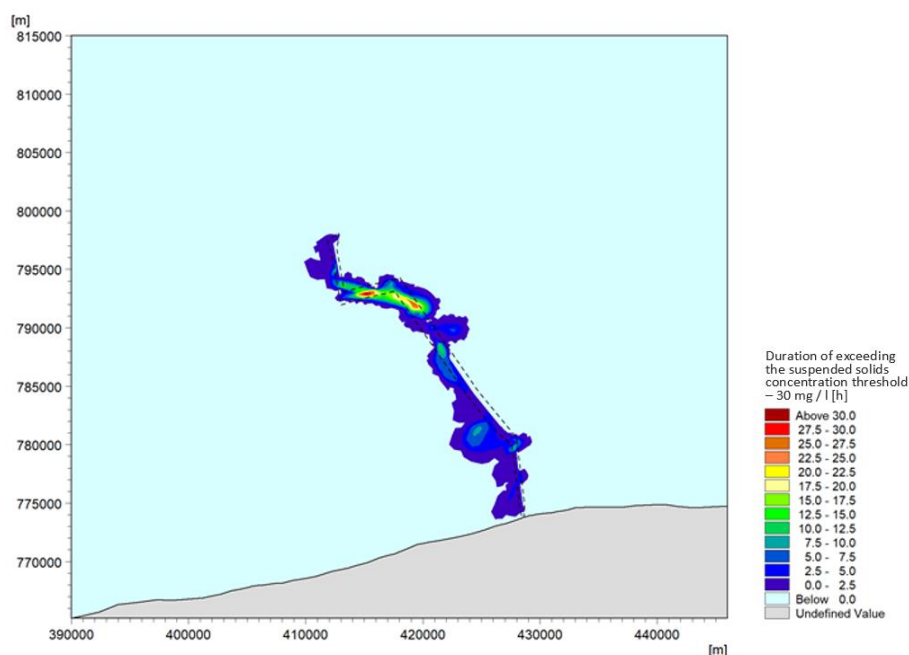 [m]
815000
810000
805000
800000
795000
790000
785000
780000
775000
770000
390000 400000 410000 420000 430000 440000
[m]
Duration of exceeding
the suspended solids
concentration threshold
– 30 mg / l [h]
Above 30.0
27.5 - 30.0
25.0 - 27.5
22.5 - 25.0
20.0 - 22.5
17.5 - 20.0
15.0 - 17.5
12.5 - 15.0
10.0 - 12.5
7.5 - 10.0
5.0 - 7.5
2.5 - 5.0
0.0 - 2.5
Below 0.0
Undefined Value